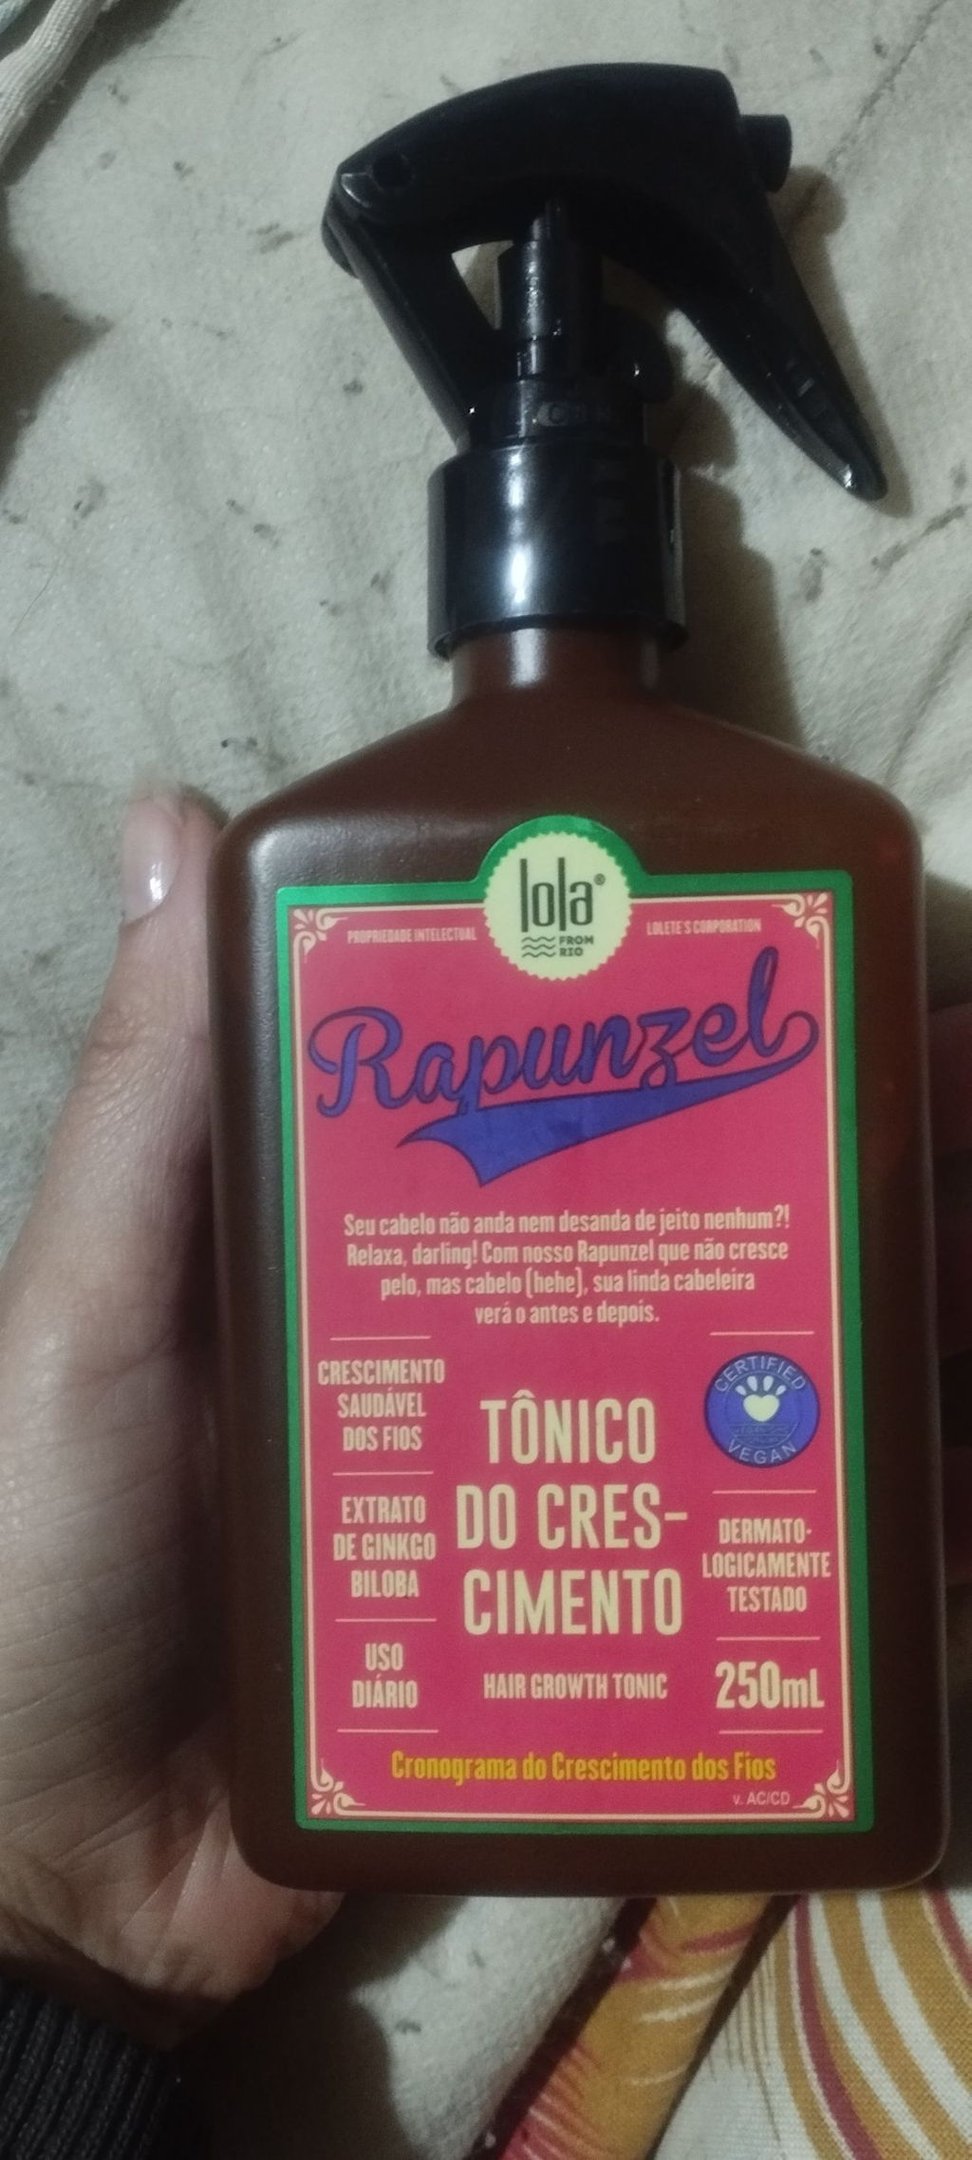 lola®
FROM
RIO
PROPRIEDADE INTELECTUAL
LOLETE'S CORPORATION
Rapunzel
Seu cabelo não anda nem desanda de jeito nenhum?!
Relaxa, darling! Com nosso Rapunzel que não cresce
pelo, mas cabelo (hehe), sua linda cabeleira
verá o antes e depois.
CRESCIMENTO
SAUDÁVEL
DOS FIOS
EXTRATO
DE GINKGO
BILOBA
USO
DIÁRIO
TÔNICO
DO CRES-
CIMENTO
HAIR GROWTH TONIC
CERTIFIED
VEGAN
DERMATO-
LOGICAMENTE
TESTADO
250mL
Cronograma do Crescimento dos Fios
v. AC/CD